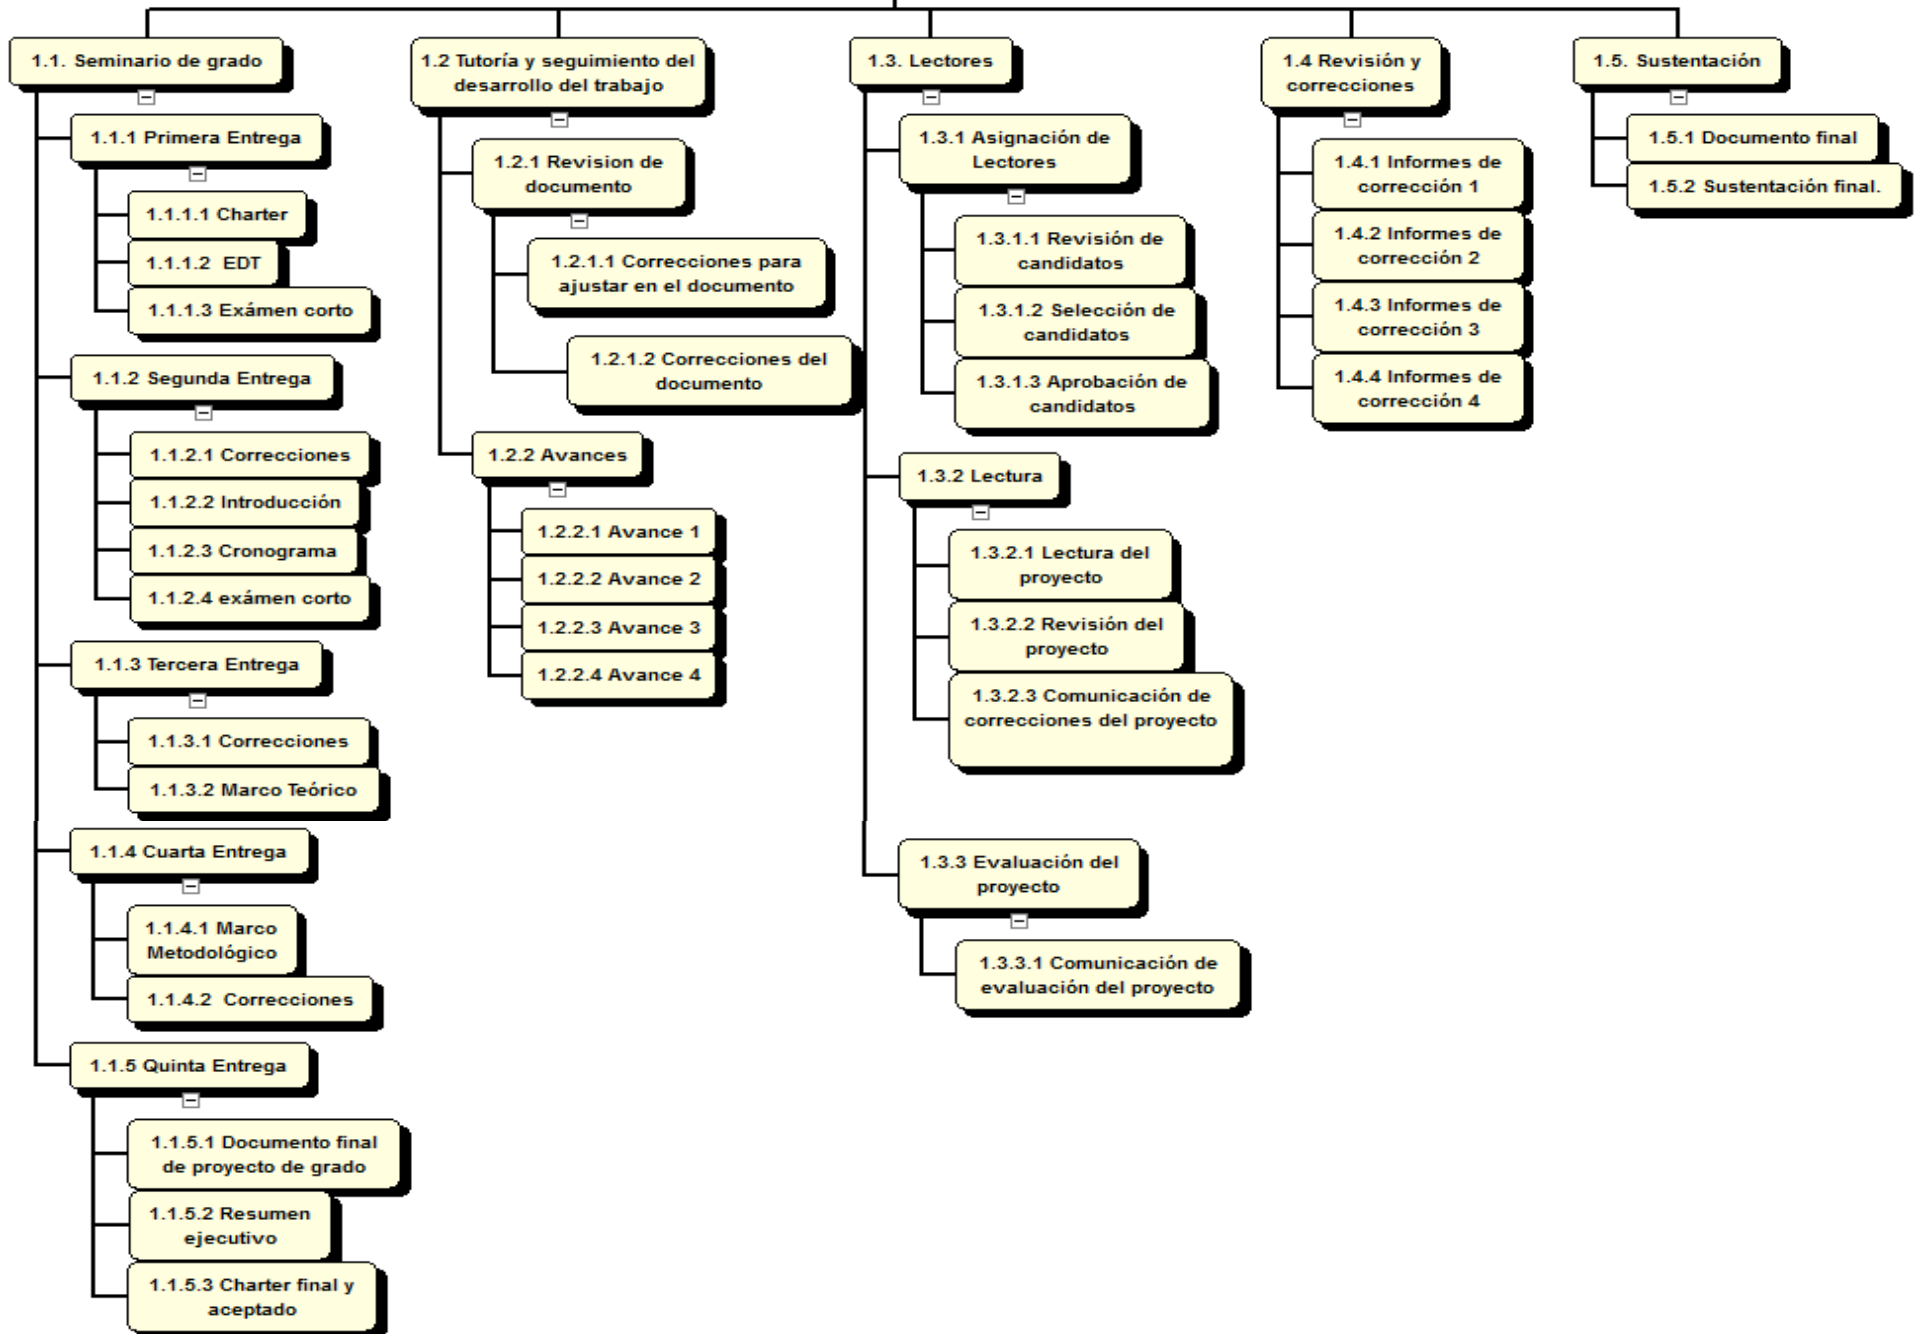 1.1. Seminario de grado
1.1.1 Primera Entrega
1.1.1.1 Charter
1.1.1.2  EDT
1.1.1.3 Exámen corto
1.1.2 Segunda Entrega
1.1.2.1 Correcciones
1.1.2.2 Introducción
1.1.2.3 Cronograma
1.1.2.4 exámen corto
1.1.3 Tercera Entrega
1.1.3.1 Correcciones
1.1.3.2 Marco Teórico
1.1.4 Cuarta Entrega
1.1.4.1 Marco
Metodológico
1.1.4.2  Correcciones
1.1.5 Quinta Entrega
1.1.5.1 Documento final
de proyecto de grado
1.1.5.2 Resumen
ejecutivo
1.1.5.3 Charter final y
aceptado
1.2 Tutoría y seguimiento del
desarrollo del trabajo
1.2.1 Revision de
documento
1.2.1.1 Correcciones para
ajustar en el documento
1.2.1.2 Correcciones del
documento
1.2.2 Avances
1.2.2.1 Avance 1
1.2.2.2 Avance 2
1.2.2.3 Avance 3
1.2.2.4 Avance 4
1.3. Lectores
1.3.1 Asignación de
Lectores
1.3.1.1 Revisión de
candidatos
1.3.1.2 Selección de
candidatos
1.3.1.3 Aprobación de
candidatos
1.3.2 Lectura
1.3.2.1 Lectura del
proyecto
1.3.2.2 Revisión del
proyecto
1.3.2.3 Comunicación de
correcciones del proyecto
1.3.3 Evaluación del
proyecto
1.3.3.1 Comunicación de
evaluación del proyecto
1.4 Revisión y
correcciones
1.4.1 Informes de
corrección 1
1.4.2 Informes de
corrección 2
1.4.3 Informes de
corrección 3
1.4.4 Informes de
corrección 4
1.5. Sustentación
1.5.1 Documento final
1.5.2 Sustentación final.